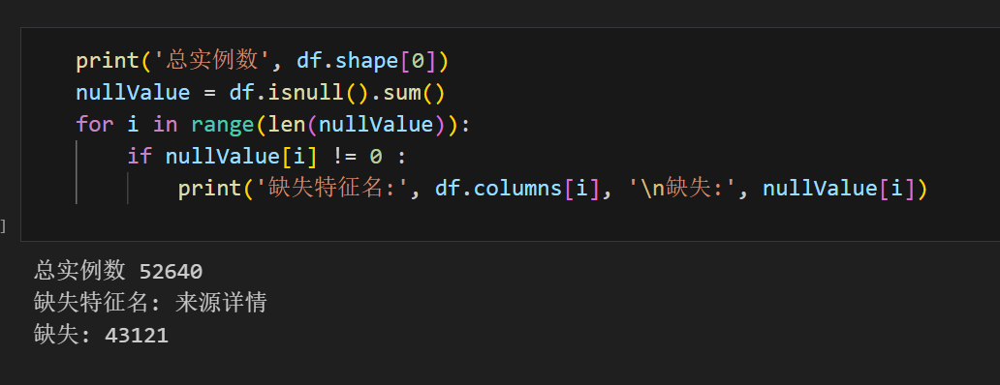 print('总实例数', df.shape[0])
nullValue = df.isnull().sum()
for i in range(len(nullValue)):
if nullValue[i] != 0 :
print('缺失特征名:', df.columns[i], '\n缺失:', nullValue[i])
]
总实例数 52640
缺失特征名: 来源详情
缺失: 43121